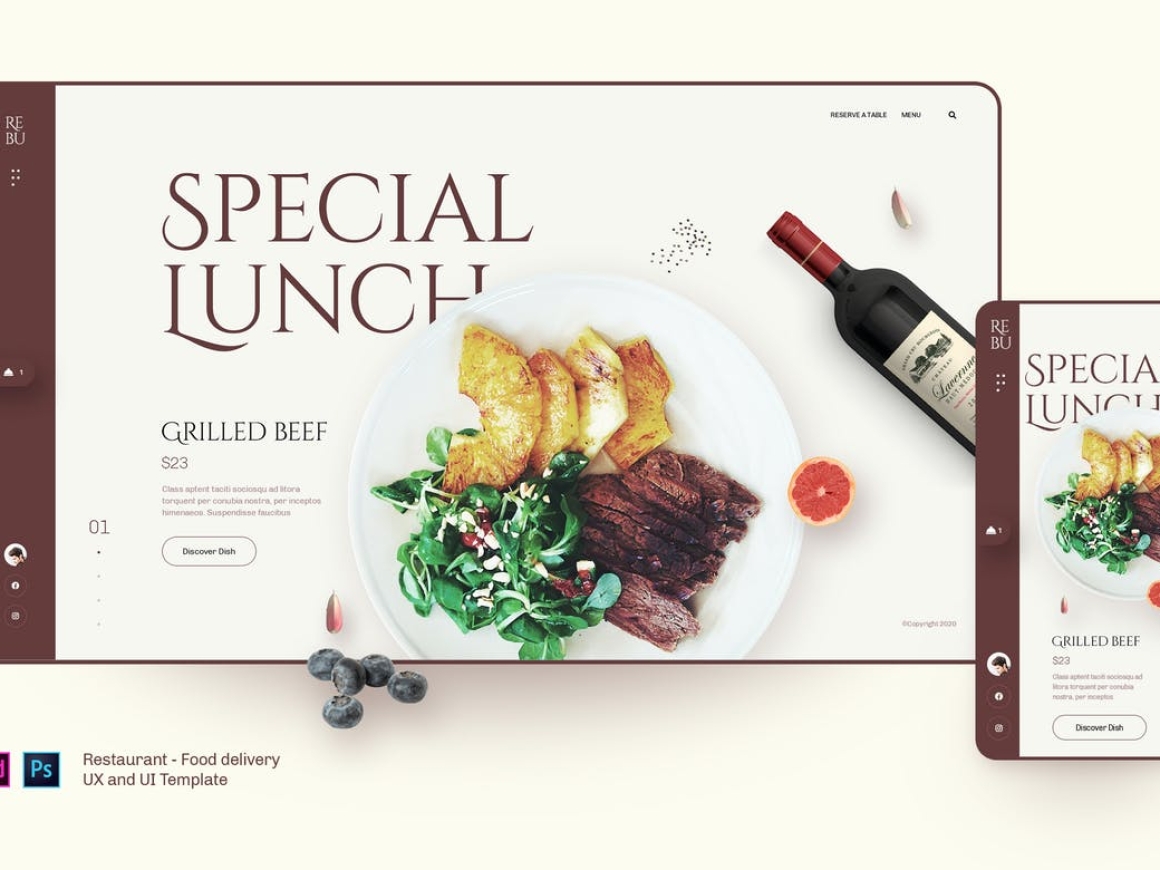 RE
BU
1
RESERVE A TABLE
MENU
SPECIAL
LUNCH
GRILLED BEEF
$23
Class aptent taciti sociosqu ad litora
torquent per conubia nostra, per inceptos
himenaeos. Suspendisse faucibus
Discover Dish
01
©Copyright 2020
RE
BU
1
SPECIA
LUNCH
GRILLED BEEF
$23
Class aptent taciti sociosqu ad
litora torquent per conubia
nostra, per inceptos
Discover Dish
d
Ps
Restaurant - Food delivery
UX and UI Template